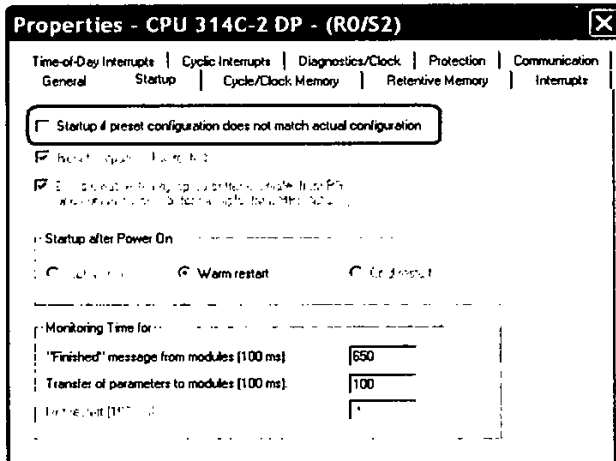 Properties - CPU 314C-2 DP - (R0/S2)
Time-of-Day Interrupts Cyclic Interrupts Diagnostics/Clock Protection Communication
General Startup Cycle/Clock Memory Retentive Memory Interrupts
Startup if preset configuration does not match actual configuration
Startup after Power On
Warm restart
Monitoring Time for
"Finished" message from modules [100 ms]:
650
Transfer of parameters to modules [100 ms]:
100